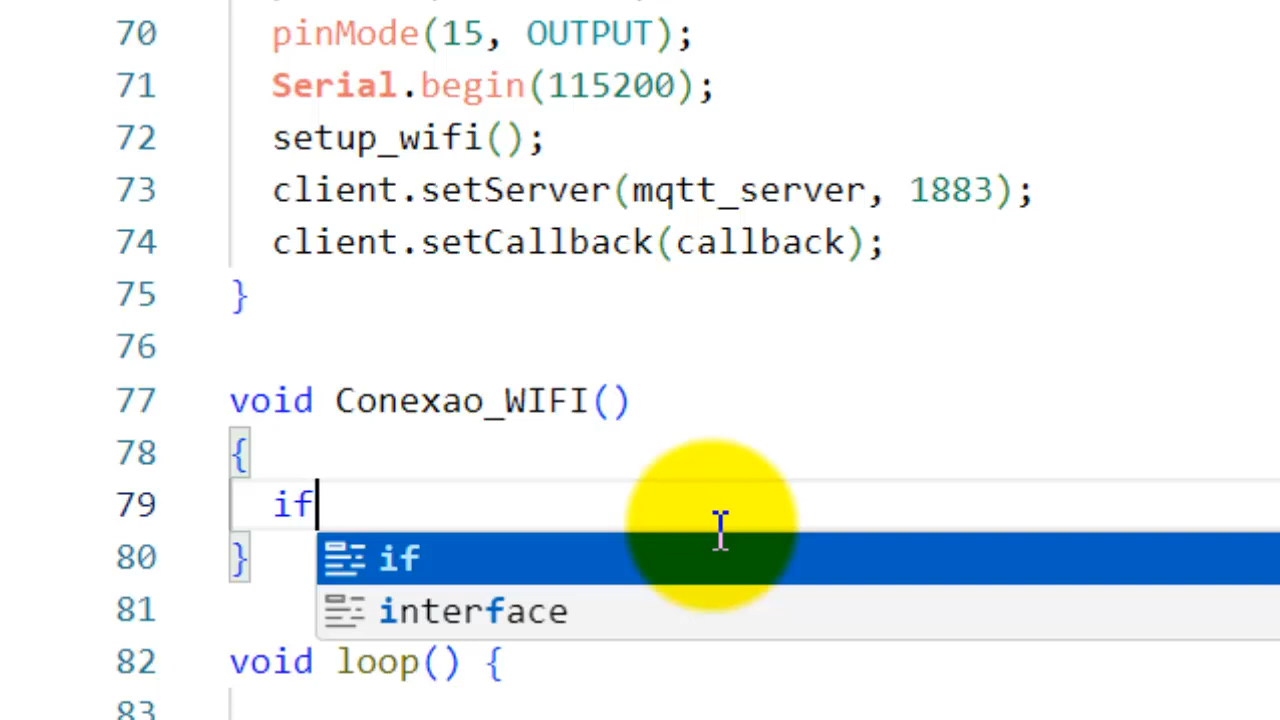 70 pinMode(15, OUTPUT);
71 Serial.begin(115200);
72 setup_wifi();
73 client.setServer(mqtt_server, 1883);
74 client.setCallback(callback);
75 }
76
77 void Conexao_WIFI()
78 {
79 if
80 }
if
81
interface
82 void loop() {
83